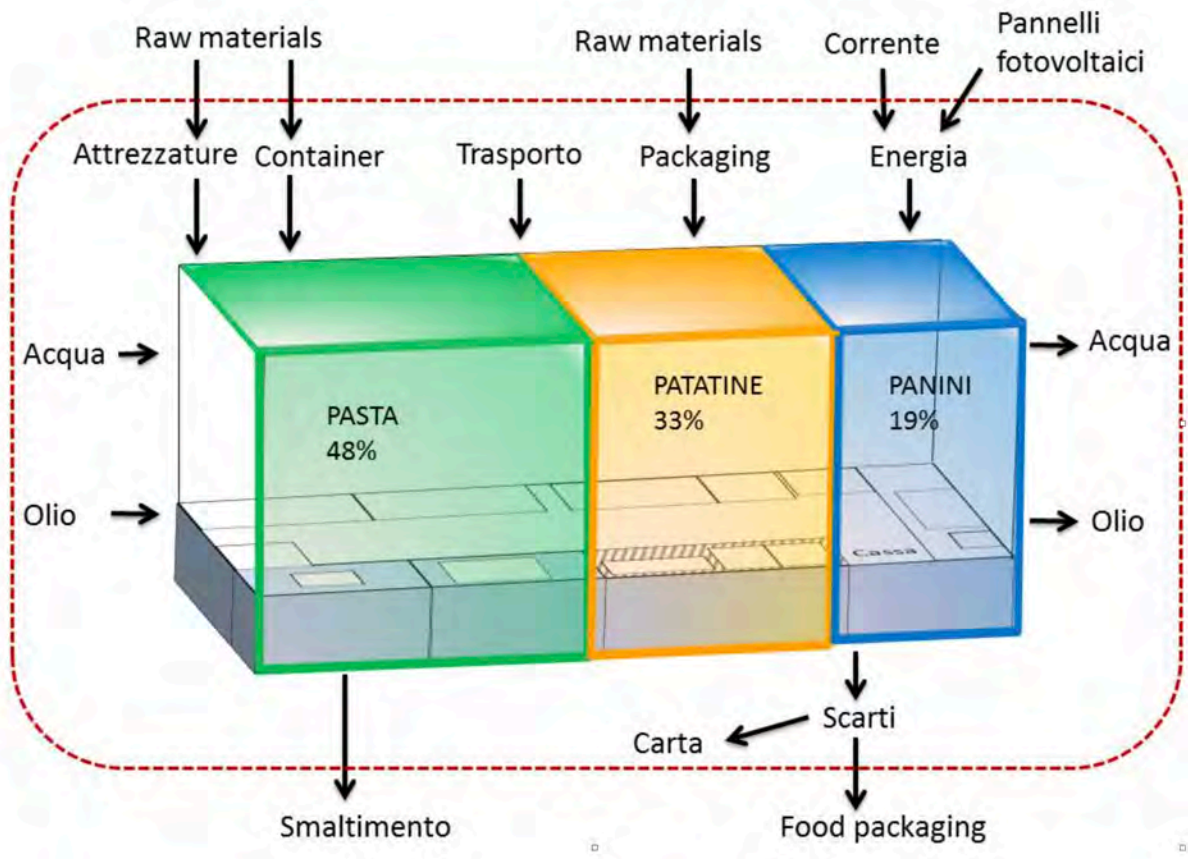 Raw materials
Raw materials
Corrente
Pannelli
fotovoltaici
Attrezzature
Container
Trasporto
Packaging
Energia
Acqua
PASTA
48%
PATATINE
33%
PANINI
19%
Acqua
Olio
Cassa
Olio
Scarti
Carta
Smaltimento
Food packaging